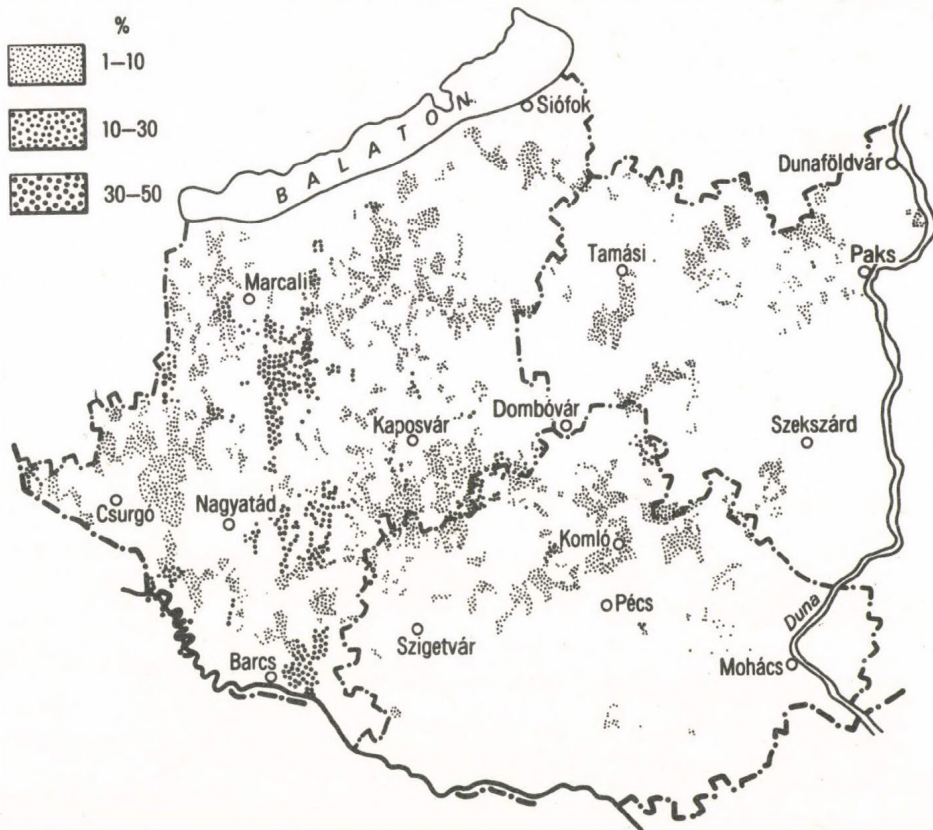 %
1–10
10–30
30–50
BALATON
Siófok
Dunaföldvár
Tamási
Paks
Marcali
Kaposvár
Dombóvár
Szekszárd
Csurgó
Nagyatád
Komló
Pécs
Duna
Szigetvár
Barcs
Mohács